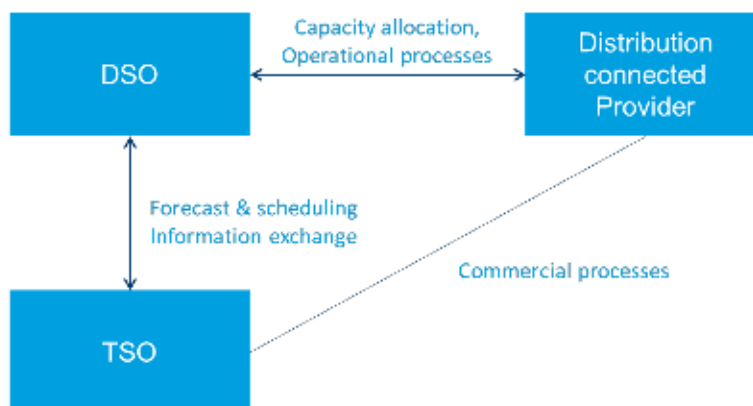 Capacity allocation,
Operational processes
DSO
Distribution
connected
Provider
Forecast & scheduling
Information exchange
Commercial processes
TSO